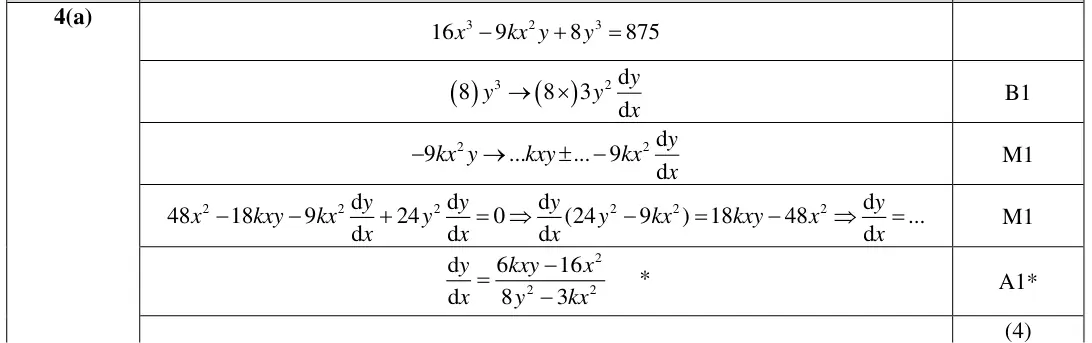 4(a)
16x³ − 9kx²y + 8y³ = 875
(8)y³ → (8×)3y² dy/dx B1
−9kx²y → ...kxy ± ... − 9kx² dy/dx M1
48x² − 18kxy − 9kx² dy/dx + 24y² dy/dx = 0 ⇒ dy/dx (24y² − 9kx²) = 18kxy − 48x² ⇒ dy/dx = ... M1
dy/dx = (6kxy − 16x²)/(8y² − 3kx²) * A1*
(4)